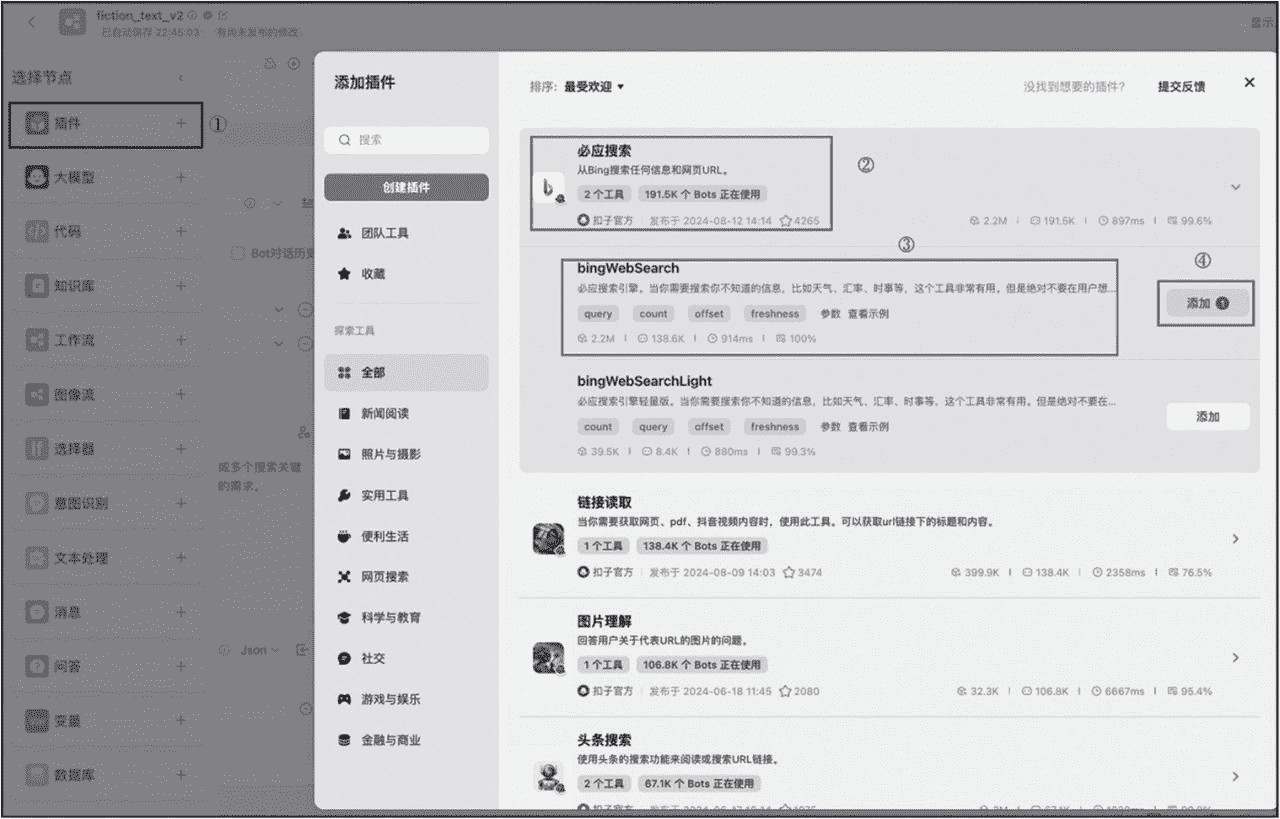 fiction_text_v2
已自动保存 22:45:03 有尚未发布的修改
显示
选择节点
插件
①
大模型
代码
知识库
工作流
图像流
选择器
意图识别
文本处理
消息
问答
变量
数据库
Bot对话历史
或多个搜索关键
的需求。
Json
添加插件
搜索
创建插件
团队工具
收藏
探索工具
全部
新闻阅读
照片与摄影
实用工具
便利生活
网页搜索
科学与教育
社交
游戏与娱乐
金融与商业
排序: 最受欢迎
没找到想要的插件? 提交反馈
必应搜索
②
从Bing搜索任何信息和网页URL。
2 个工具 191.5K 个 Bots 正在使用
扣子官方 发布于 2024-08-12 14:14 4265 2.2M 191.5K 897ms 99.6%
③
bingWebSearch
④
必应搜索引擎。当你需要搜索你不知道的信息，比如天气、汇率、时事等，这个工具非常有用。但是绝对不要在用户想...
添加 1
query count offset freshness 参数 查看示例
2.2M 138.6K 914ms 100%
bingWebSearchLight
必应搜索引擎轻量版。当你需要搜索你不知道的信息，比如天气、汇率、时事等，这个工具非常有用。但是绝对不要在...
添加
count query offset freshness 参数 查看示例
39.5K 8.4K 880ms 99.3%
链接读取
当你需要获取网页、pdf、抖音视频内容时，使用此工具。可以获取url链接下的标题和内容。
1 个工具 138.4K 个 Bots 正在使用
扣子官方 发布于 2024-08-09 14:03 3474 399.9K 138.4K 2358ms 76.5%
图片理解
回答用户关于代表URL的图片的问题。
1 个工具 106.8K 个 Bots 正在使用
扣子官方 发布于 2024-06-18 11:45 2080 32.3K 106.8K 6667ms 95.4%
头条搜索
使用头条的搜索功能来阅读或搜索URL链接。
2 个工具 67.1K 个 Bots 正在使用